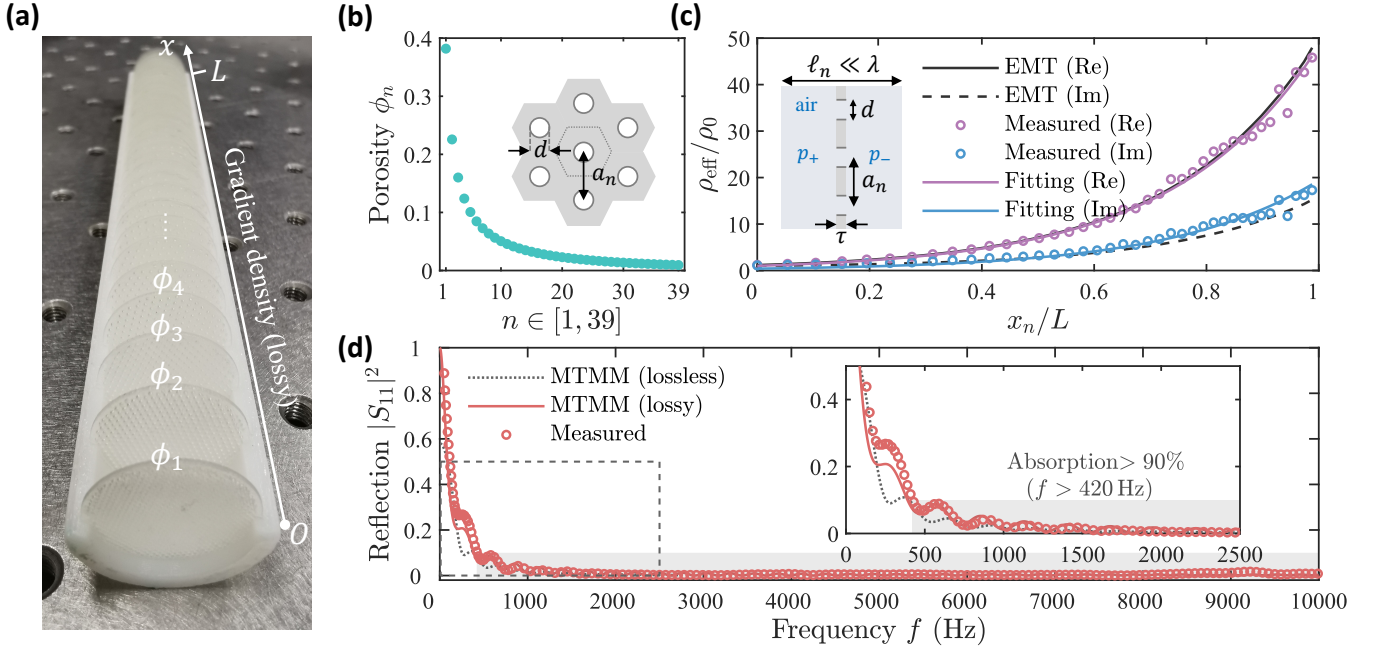 (a)
x
L
Gradient density (lossy)
⋮
ϕ₄
ϕ₃
ϕ₂
ϕ₁
O
(b)
0.4
0.3
0.2
0.1
0
Porosity ϕₙ
d
aₙ
1
10
20
30
39
n ∈ [1, 39]
(c)
50
40
30
20
10
0
ρeff/ρ₀
ℓₙ ≪ λ
air
d
p₊
p₋
aₙ
τ
EMT (Re)
EMT (Im)
Measured (Re)
Measured (Im)
Fitting (Re)
Fitting (Im)
0
0.2
0.4
0.6
0.8
1
xₙ/L
(d)
1
0.8
0.6
0.4
0.2
0
Reflection |S₁₁|²
MTMM (lossless)
MTMM (lossy)
Measured
0.4
0.2
0
Absorption> 90%
(f > 420 Hz)
0
500
1000
1500
2000
2500
0
1000
2000
3000
4000
5000
6000
7000
8000
9000
10000
Frequency f (Hz)